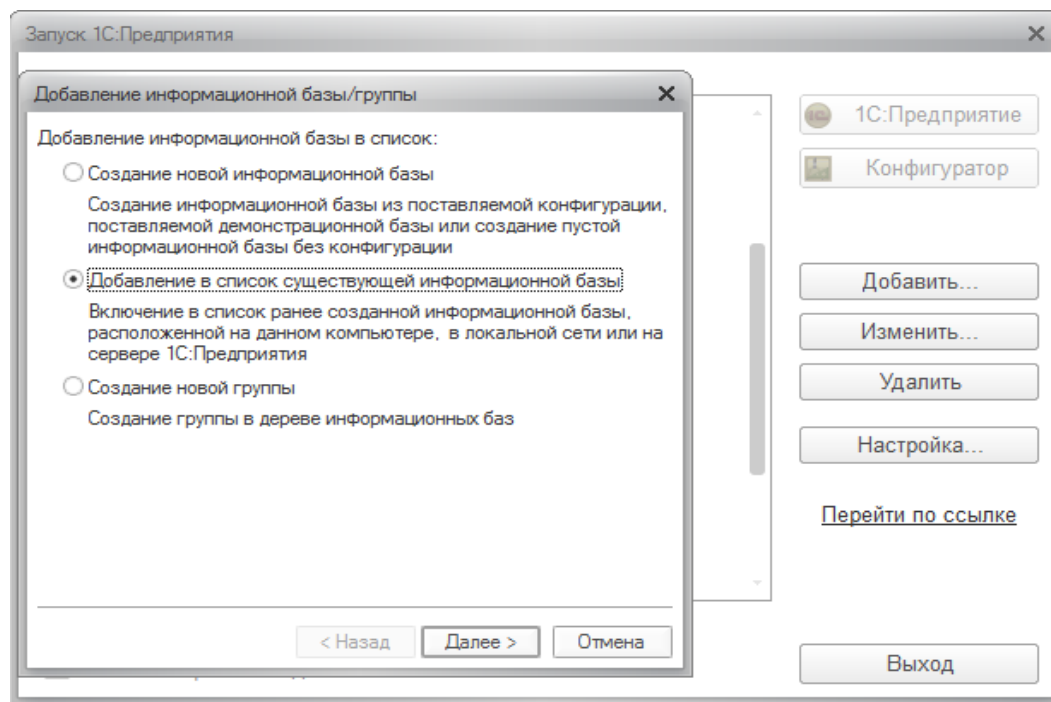 Запуск 1С:Предприятия
Добавление информационной базы/группы
Добавление информационной базы в список:
Создание новой информационной базы
Создание информационной базы из поставляемой конфигурации,
поставляемой демонстрационной базы или создание пустой
информационной базы без конфигурации
Добавление в список существующей информационной базы
Включение в список ранее созданной информационной базы,
расположенной на данном компьютере, в локальной сети или на
сервере 1С:Предприятия
Создание новой группы
Создание группы в дереве информационных баз
< Назад
Далее >
Отмена
1С:Предприятие
Конфигуратор
Добавить...
Изменить...
Удалить
Настройка...
Перейти по ссылке
Выход